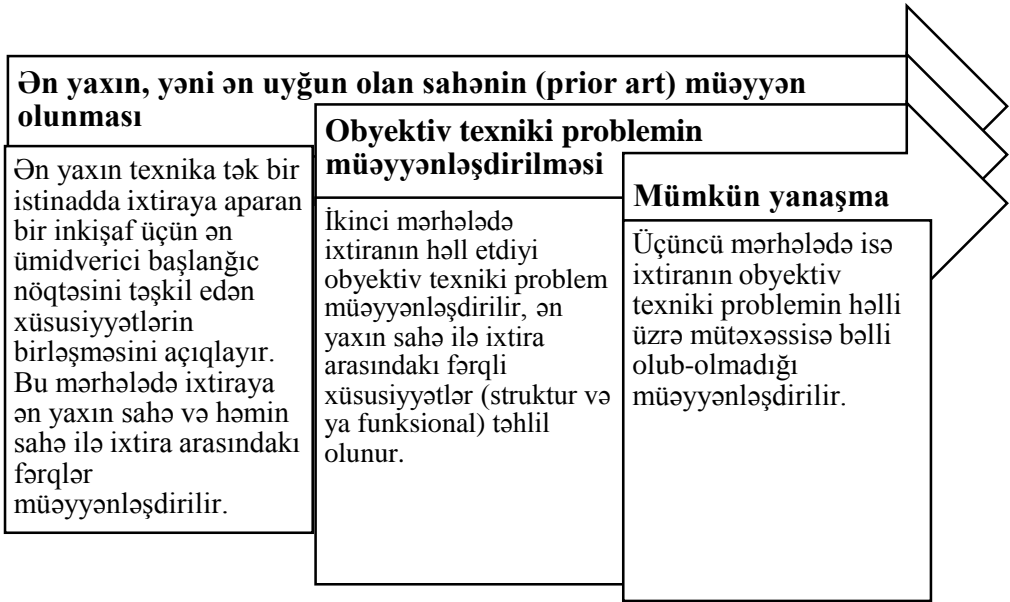 Ən yaxın, yəni ən uyğun olan sahənin (prior art) müəyyən
olunması
Ən yaxın texnika tək bir
istinadda ixtiraya aparan
bir inkişaf üçün ən
ümidverici başlanğıc
nöqtəsini təşkil edən
xüsusiyyətlərin
birləşməsini açıqlayır.
Bu mərhələdə ixtiraya
ən yaxın sahə və həmin
sahə ilə ixtira arasındakı
fərqlər
müəyyənləşdirilir.
Obyektiv texniki problemin
müəyyənləşdirilməsi
İkinci mərhələdə
ixtiranın həll etdiyi
obyektiv texniki problem
müəyyənləşdirilir, ən
yaxın sahə ilə ixtira
arasındakı fərqli
xüsusiyyətlər (struktur və
ya funksional) təhlil
olunur.
Mümkün yanaşma
Üçüncü mərhələdə isə
ixtiranın obyektiv
texniki problemin həlli
üzrə mütəxəssisə bəlli
olub-olmadığı
müəyyənləşdirilir.